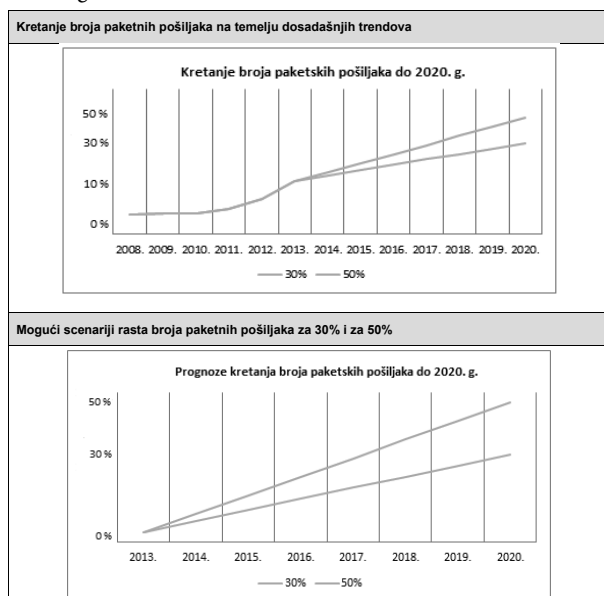 Kretanje broja paketnih pošiljaka na temelju dosadašnjih trendova
Kretanje broja paketskih pošiljaka do 2020. g.
50 %
30 %
10 %
0 %
2008. 2009. 2010. 2011. 2012. 2013. 2014. 2015. 2016. 2017. 2018. 2019. 2020.
30% 50%
Mogući scenariji rasta broja paketnih pošiljaka za 30% i za 50%
Prognoze kretanja broja paketskih pošiljaka do 2020. g.
50 %
30 %
0 %
2013. 2014. 2015. 2016. 2017. 2018. 2019. 2020.
30% 50%